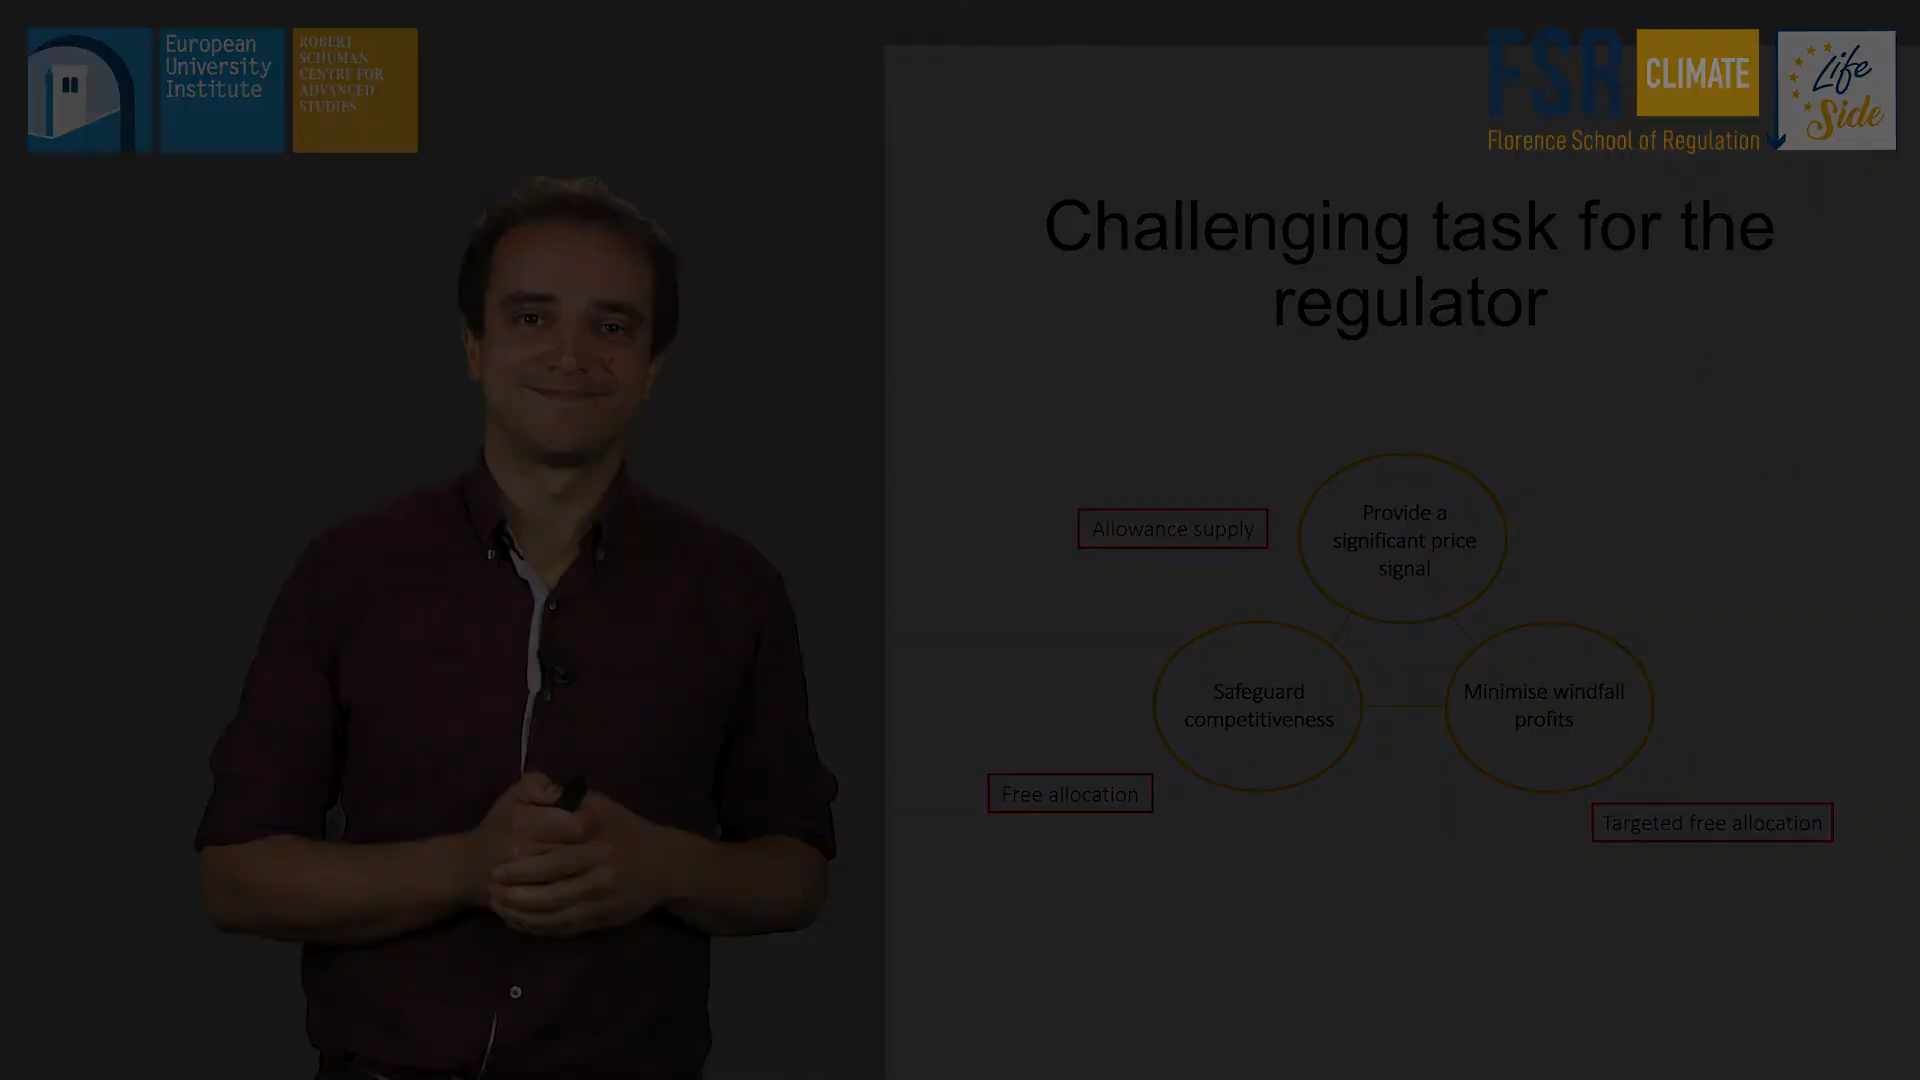 European
University
Institute
ROBERT
SCHUMAN
CENTRE FOR
ADVANCED
STUDIES
FSR
CLIMATE
Florence School of Regulation
Life
Side
Challenging task for the
regulator
Allowance supply
Provide a
significant price
signal
Safeguard
competitiveness
Minimise windfall
profits
Free allocation
Targeted free allocation